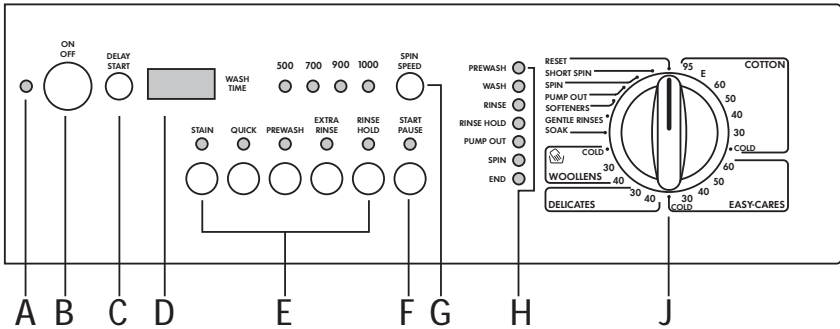 ON
OFF
DELAY
START
WASH
TIME
500 700 900 1000
SPIN
SPEED
STAIN QUICK PREWASH EXTRA
RINSE RINSE
HOLD START
PAUSE
PREWASH
WASH
RINSE
RINSE HOLD
PUMP OUT
SPIN
END
RESET
SHORT SPIN
SPIN
PUMP OUT
SOFTENERS
GENTLE RINSES
SOAK
COLD
30
WOOLLENS 40
DELICATES 30 40
COLD
95
E
COTTON
60
50
40
30
COLD
60
50
40
30
EASY-CARES
A B C D E F G H J